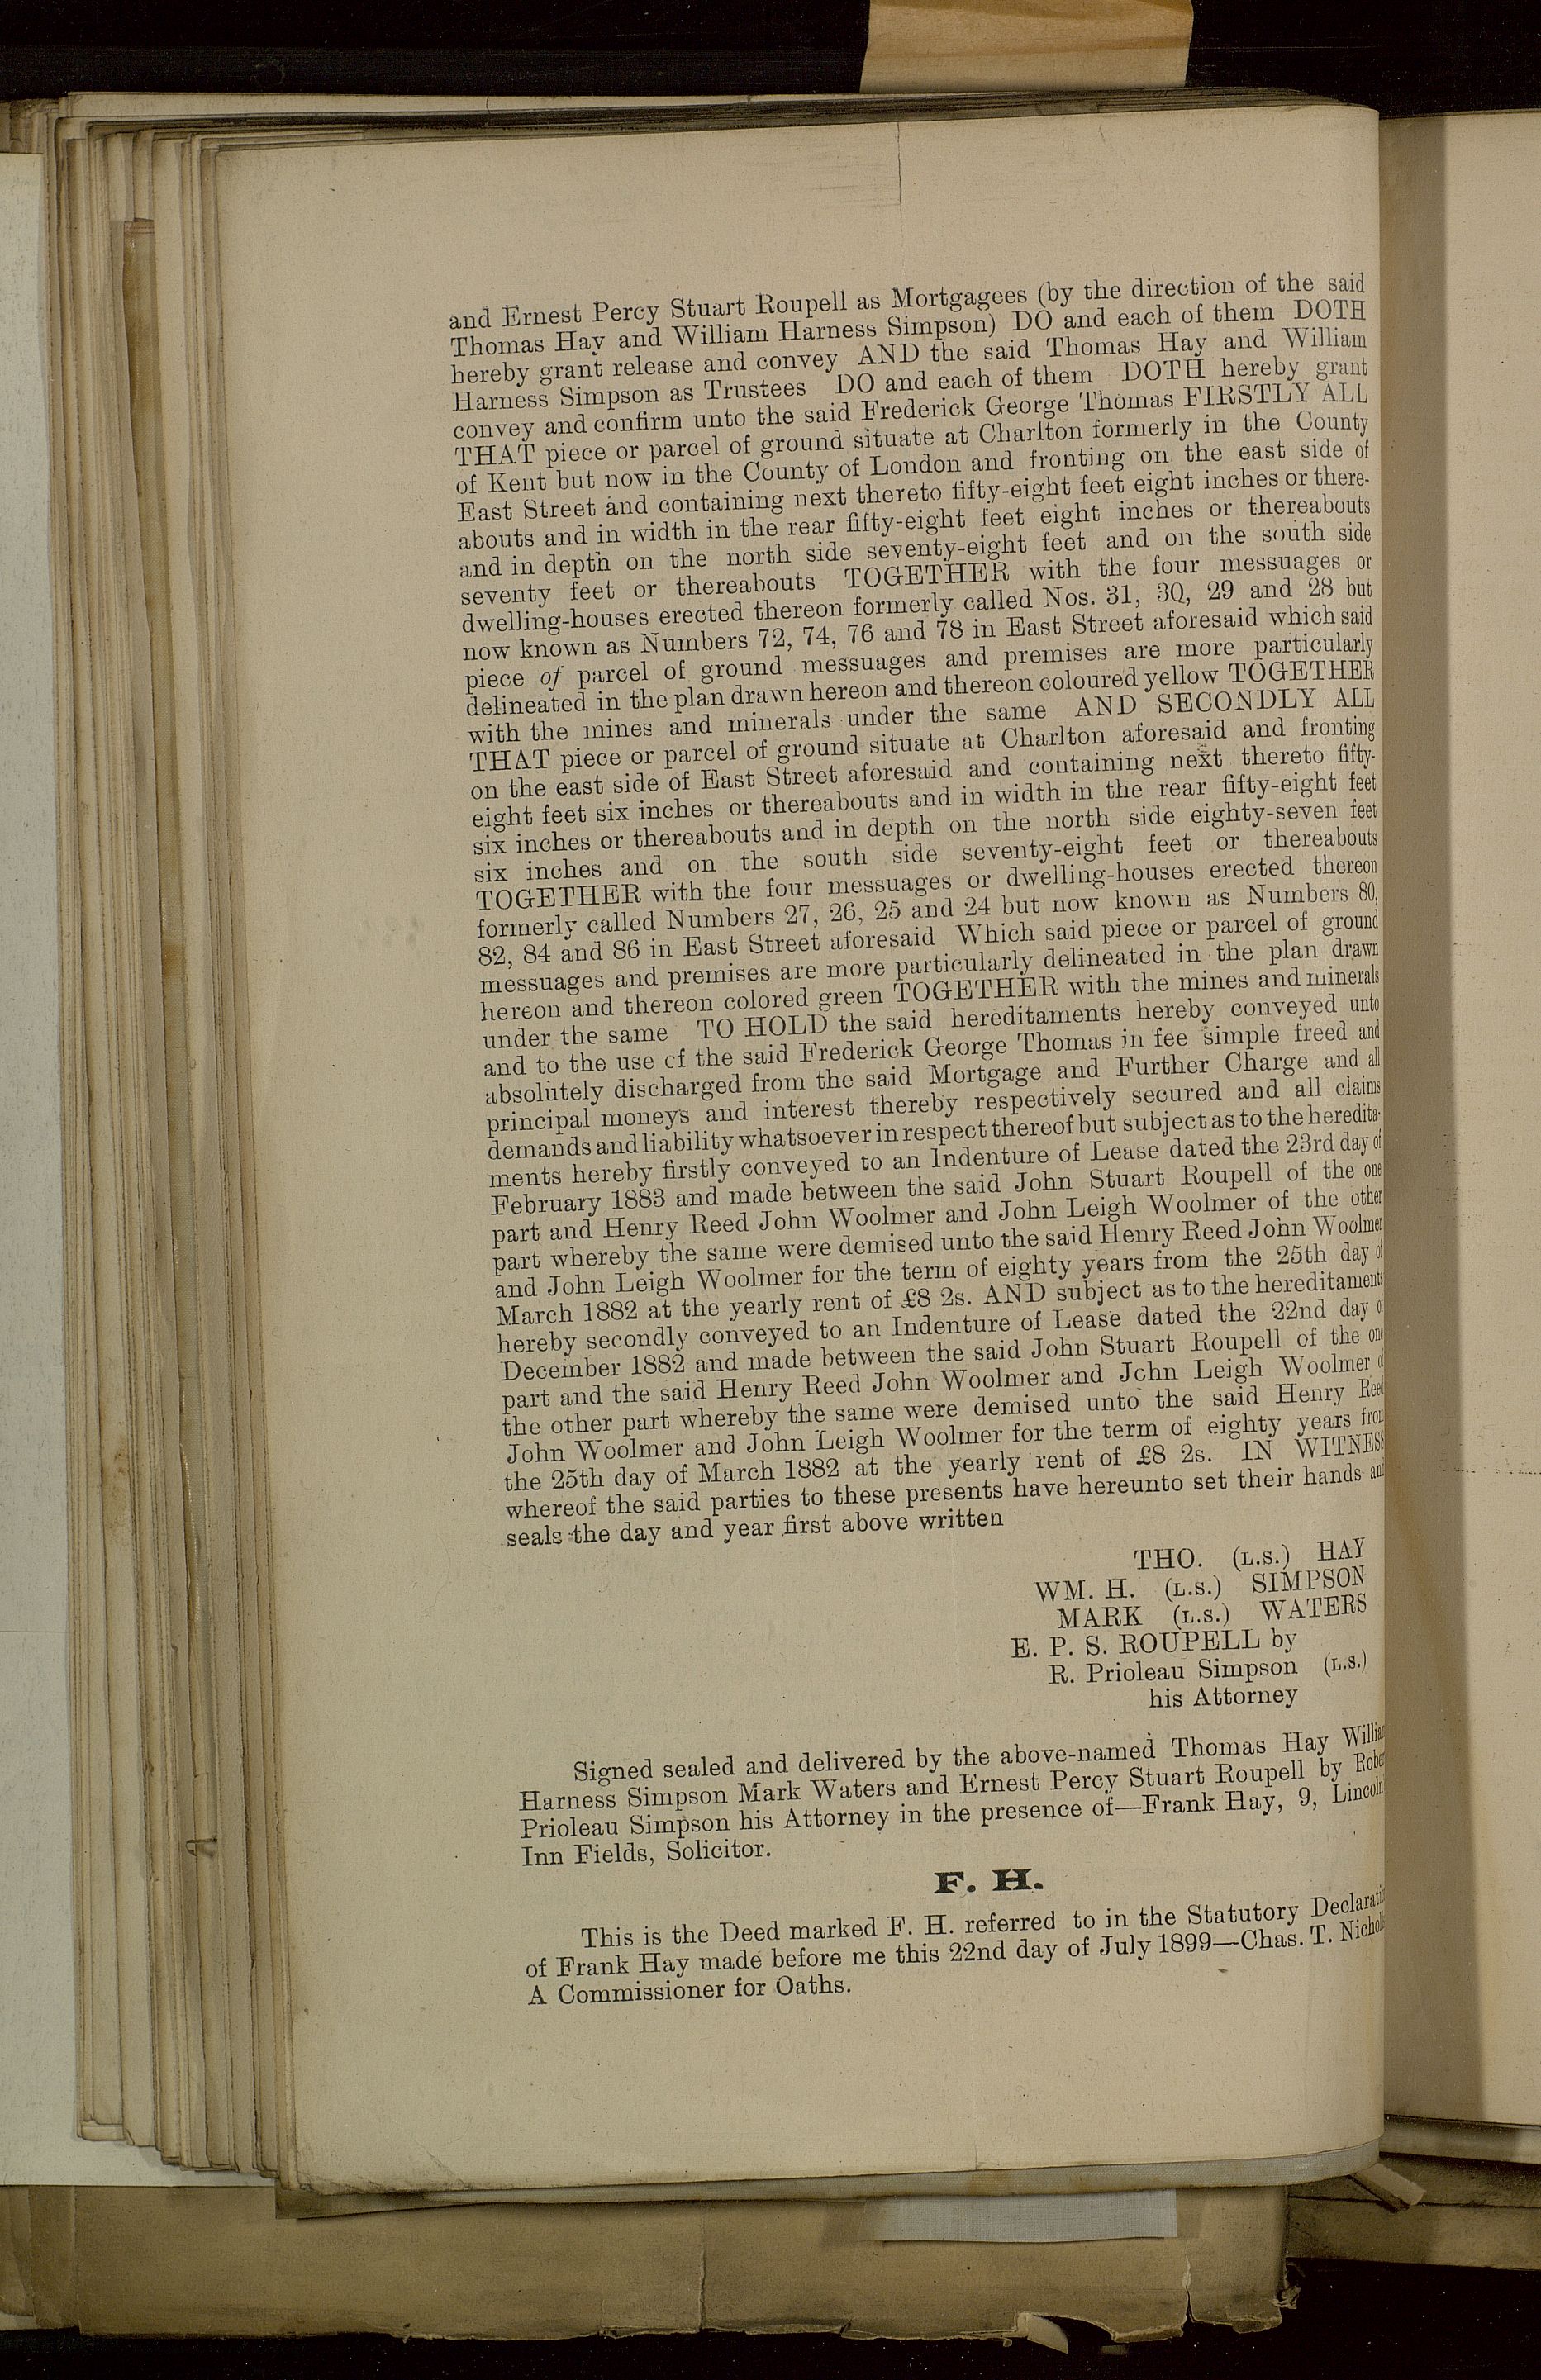 and Ernest Percy Stuart Roupell as Mortgagees (by the direction of the said
Thomas Hay and William Harness Simpson) DO and each of them DOTH
hereby grant release and convey AND the said Thomas Hay and William
Harness Simpson as Trustees DO and each of them DOTH hereby grant
convey and confirm unto the said Frederick George Thomas FIRSTLY ALL
THAT piece or parcel of ground situate at Charlton formerly in the County
of Kent but now in the County of London and fronting on the east side of
East Street and containing next thereto fifty-eight feet eight inches or there-
abouts and in width in the rear fifty-eight feet eight inches or thereabouts
and in depth on the north side seventy-eight feet and on the south side
seventy feet or thereabouts TOGETHER with the four messuages or
dwelling-houses erected thereon formerly called Nos. 31, 30, 29 and 28 but
now known as Numbers 72, 74, 76 and 78 in East Street aforesaid which said
piece of parcel of ground messuages and premises are more particularly
delineated in the plan drawn hereon and thereon coloured yellow TOGETHER
with the mines and minerals under the same AND SECONDLY ALL
THAT piece or parcel of ground situate at Charlton aforesaid and fronting
on the east side of East Street aforesaid and containing next thereto fifty-
eight feet six inches or thereabouts and in width in the rear fifty-eight feet
six inches or thereabouts and in depth on the north side eighty-seven feet
six inches and on the south side seventy-eight feet or thereabouts
TOGETHER with the four messuages or dwelling-houses erected thereon
formerly called Numbers 27, 26, 25 and 24 but now known as Numbers 80,
82, 84 and 86 in East Street aforesaid Which said piece or parcel of ground
messuages and premises are more particularly delineated in the plan drawn
hereon and thereon colored green TOGETHER with the mines and minerals
under the same TO HOLD the said hereditaments hereby conveyed unto
and to the use of the said Frederick George Thomas in fee simple freed and
absolutely discharged from the said Mortgage and Further Charge and all
principal moneys and interest thereby respectively secured and all claims
demands and liability whatsoever in respect thereof but subject as to the heredita-
ments hereby firstly conveyed to an Indenture of Lease dated the 23rd day of
February 1883 and made between the said John Stuart Roupell of the one
part and Henry Reed John Woolmer and John Leigh Woolmer of the other
part whereby the same were demised unto the said Henry Reed John Woolmer
and John Leigh Woolmer for the term of eighty years from the 25th day of
March 1882 at the yearly rent of £8 2s. AND subject as to the hereditaments
hereby secondly conveyed to an Indenture of Lease dated the 22nd day of
December 1882 and made between the said John Stuart Roupell of the one
part and the said Henry Reed John Woolmer and John Leigh Woolmer of
the other part whereby the same were demised unto the said Henry Reed
John Woolmer and John Leigh Woolmer for the term of eighty years from
the 25th day of March 1882 at the yearly rent of £8 2s. IN WITNESS
whereof the said parties to these presents have hereunto set their hands and
seals the day and year first above written
THO. (L.S.) HAY
WM. H. (L.S.) SIMPSON
MARK (L.S.) WATERS
E. P. S. ROUPELL by
R. Prioleau Simpson (L.S.)
his Attorney
Signed sealed and delivered by the above-named Thomas Hay William
Harness Simpson Mark Waters and Ernest Percy Stuart Roupell by Robert
Prioleau Simpson his Attorney in the presence of—Frank Hay, 9, Lincoln
Inn Fields, Solicitor.
F. H.
This is the Deed marked F. H. referred to in the Statutory Declaration
of Frank Hay made before me this 22nd day of July 1899—Chas. T.
A Commissioner for Oaths.